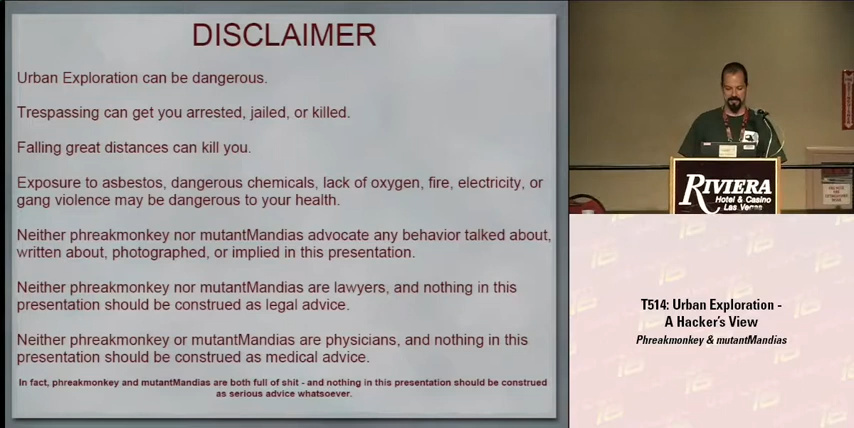 DISCLAIMER
Urban Exploration can be dangerous.
Trespassing can get you arrested, jailed, or killed.
Falling great distances can kill you.
Exposure to asbestos, dangerous chemicals, lack of oxygen, fire, electricity, or
gang violence may be dangerous to your health.
Neither phreakmonkey nor mutantMandias advocate any behavior talked about,
written about, photographed, or implied in this presentation.
Neither phreakmonkey nor mutantMandias are lawyers, and nothing in this
presentation should be construed as legal advice.
Neither phreakmonkey or mutantMandias are physicians, and nothing in this
presentation should be construed as medical advice.
In fact, phreakmonkey and mutantMandias are both full of shit - and nothing in this presentation should be construed
as serious advice whatsoever.
RIVIERA
Hotel & Casino
Las Vegas
T514: Urban Exploration -
A Hacker's View
Phreakmonkey & mutantMandias